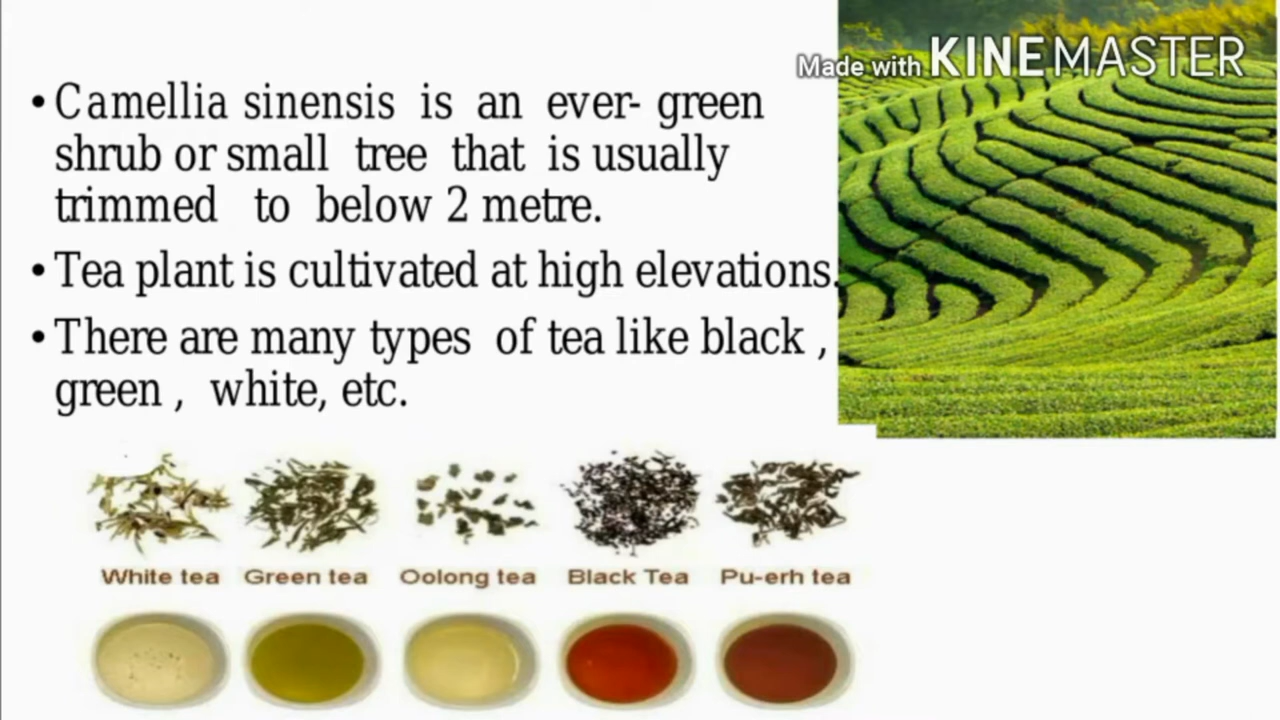 Made with KINEMASTER
• Camellia sinensis is an ever- green
shrub or small tree that is usually
trimmed to below 2 metre.
• Tea plant is cultivated at high elevations.
• There are many types of tea like black ,
green , white, etc.
White tea Green tea Oolong tea Black Tea Pu-erh tea